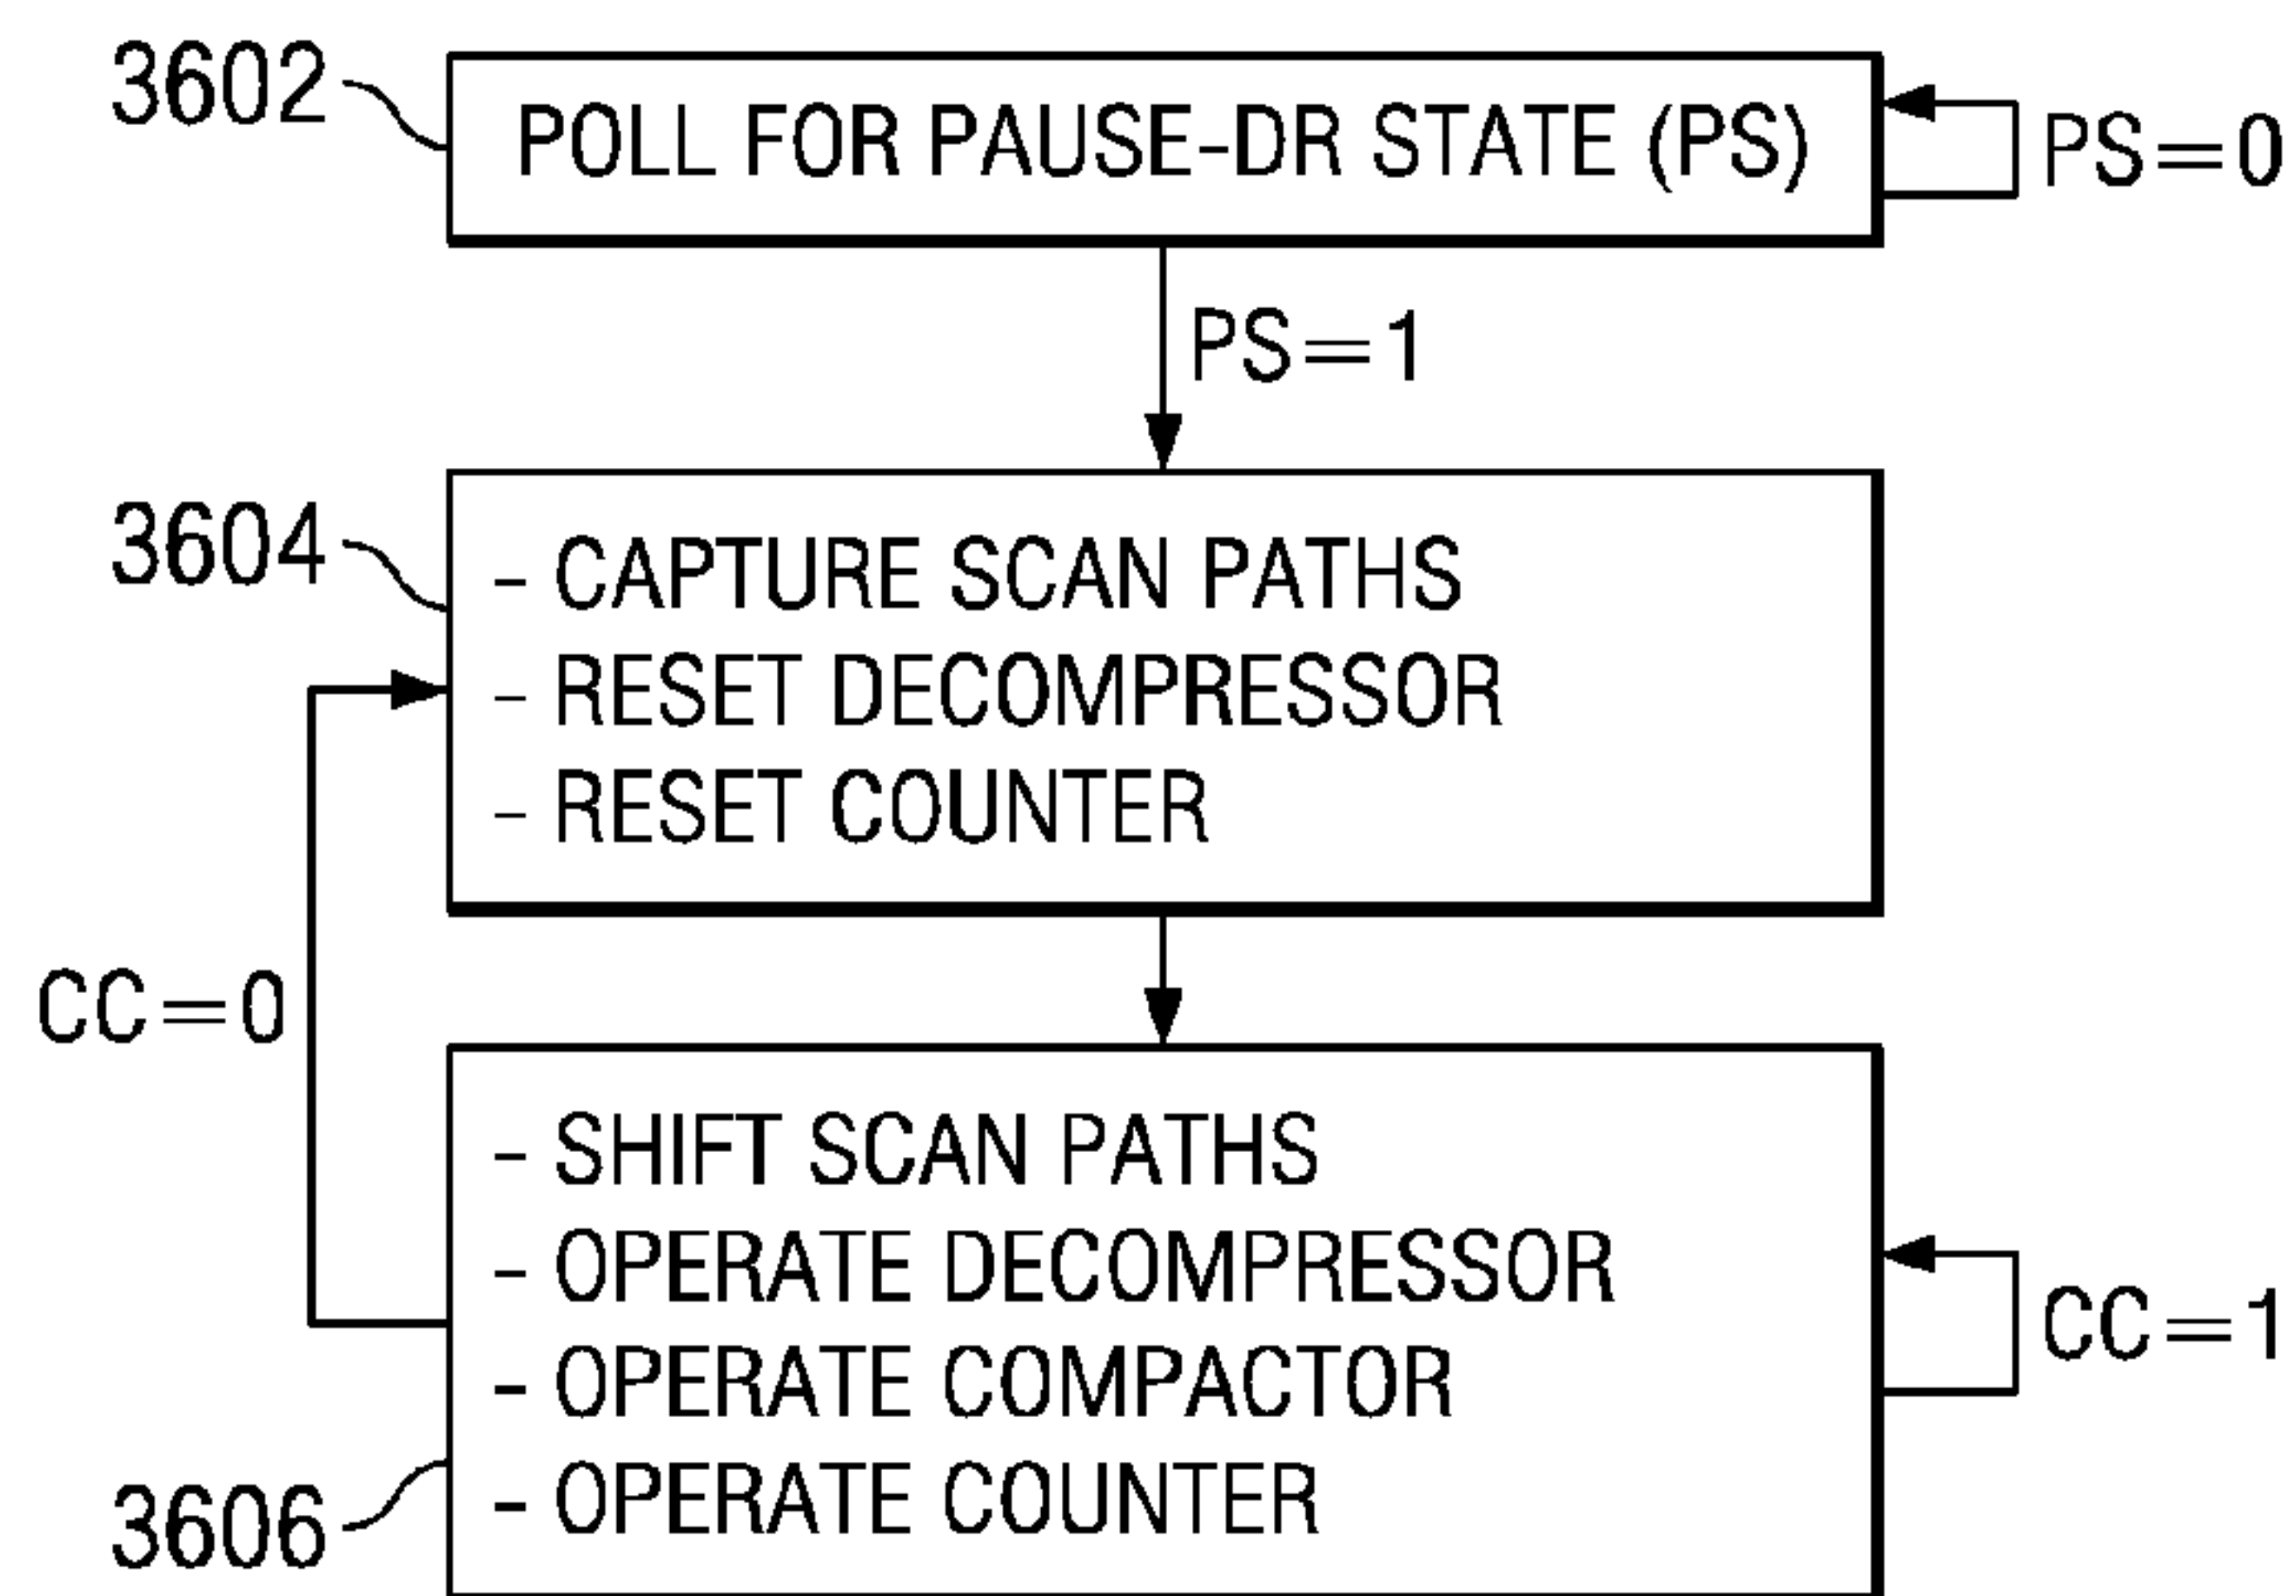 3602
POLL FOR PAUSE-DR STATE (PS)
PS=0
PS=1
3604
- CAPTURE SCAN PATHS
- RESET DECOMPRESSOR
- RESET COUNTER
CC=0
- SHIFT SCAN PATHS
- OPERATE DECOMPRESSOR
- OPERATE COMPACTOR
- OPERATE COUNTER
CC=1
3606